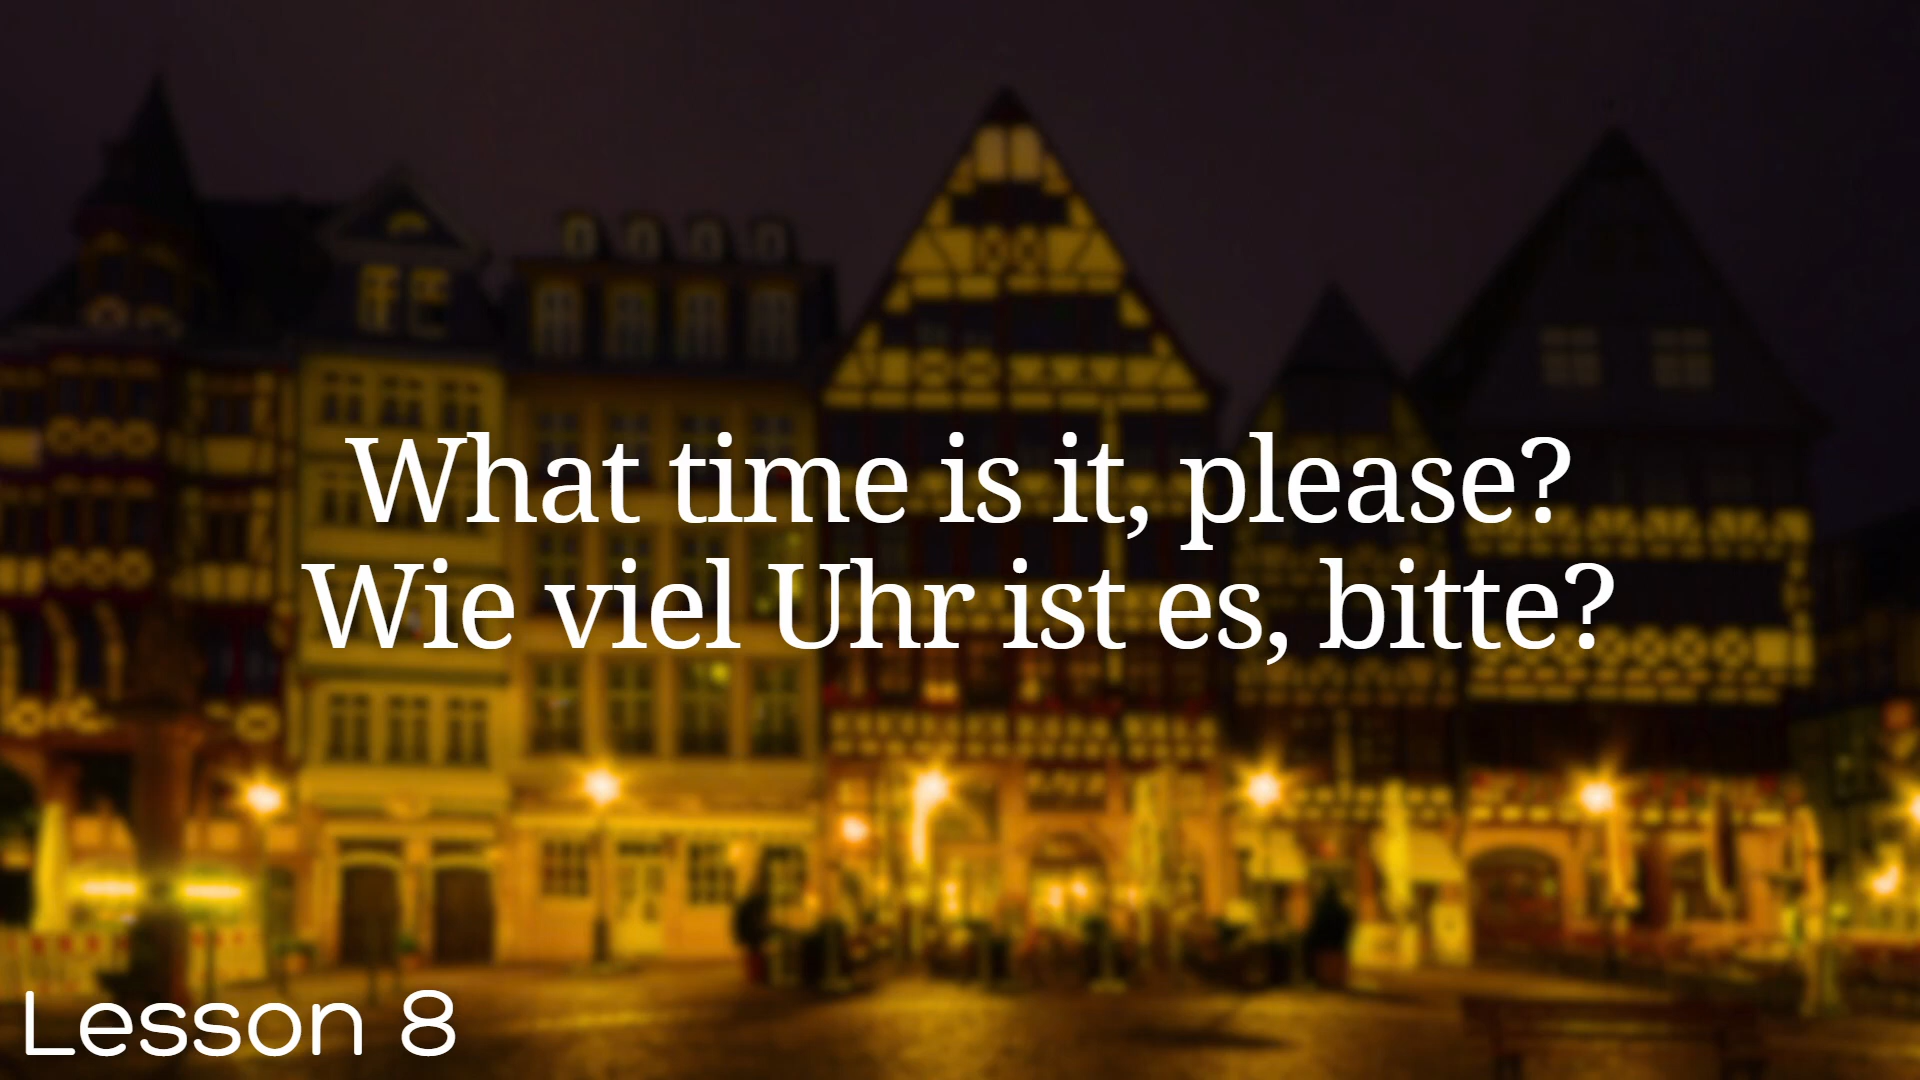 What time is it, please?
Wie viel Uhr ist es, bitte?
Lesson 8